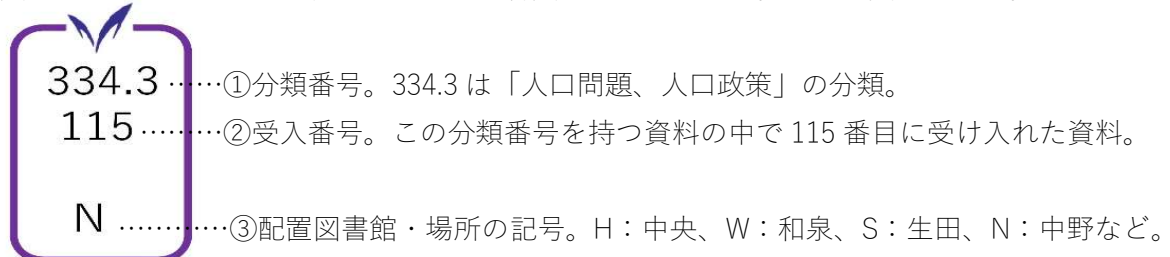 334.3 ……①分類番号。334.3 は「人口問題、人口政策」の分類。
115 ………②受入番号。この分類番号を持つ資料の中で 115 番目に受け入れた資料。
N …………③配置図書館・場所の記号。H：中央、W：和泉、S：生田、N：中野など。